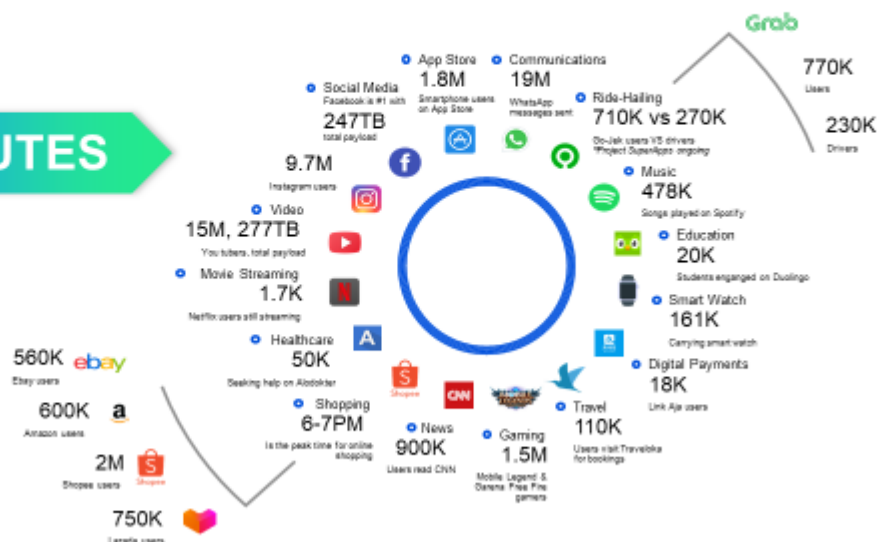 UTES
Grab
770K
Users
230K
Drivers
App Store
1.8M
Smartphone users
on App Store
Communications
19M
WhatsApp
messages sent
Social Media
Facebook is #1 with
247TB
total payload
Ride-Hailing
710K vs 270K
Go-Jek users VS drivers
*Project SuperApps ongoing
9.7M
Instagram users
Music
478K
Songs played on Spotify
Video
15M, 277TB
You tubers, total payload
Education
20K
Students enganged on Duolingo
Movie Streaming
1.7K
Netflix users still streaming
Smart Watch
161K
Carrying smart watch
Healthcare
50K
Seeking help on Alodokter
Digital Payments
18K
Link Aja users
Shopping
6-7PM
Is the peak time for online
shopping
Shopee
CNN
News
900K
Users read CNN
Gaming
1.5M
Mobile Legend &
Garena Free Fire
gamers
Travel
110K
Users visit Traveloka
for bookings
560K
ebay
Ebay users
600K
a
Amazon users
2M
Shopee
Shopee users
750K
Lazada users